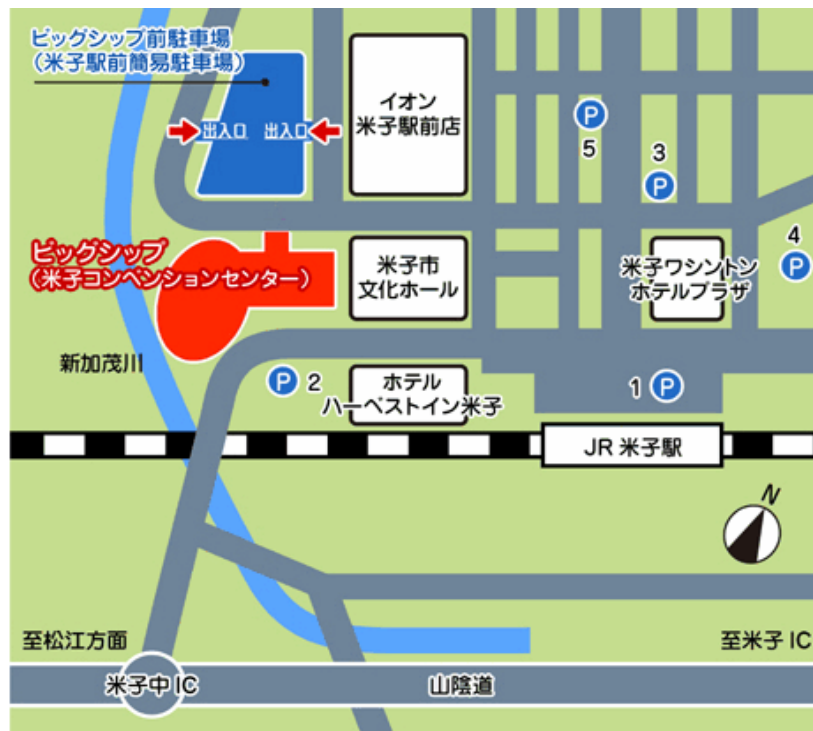 ビッグシップ前駐車場
（米子駅前簡易駐車場）
出入口 出入口
イオン
米子駅前店
P
5
3
P
4
P
ビッグシップ
（米子コンベンションセンター）
米子市
文化ホール
米子ワシントン
ホテルプラザ
新加茂川
P 2
ホテル
ハーベストイン米子
1 P
JR 米子駅
N
至松江方面
至米子 IC
米子中 IC
山陰道